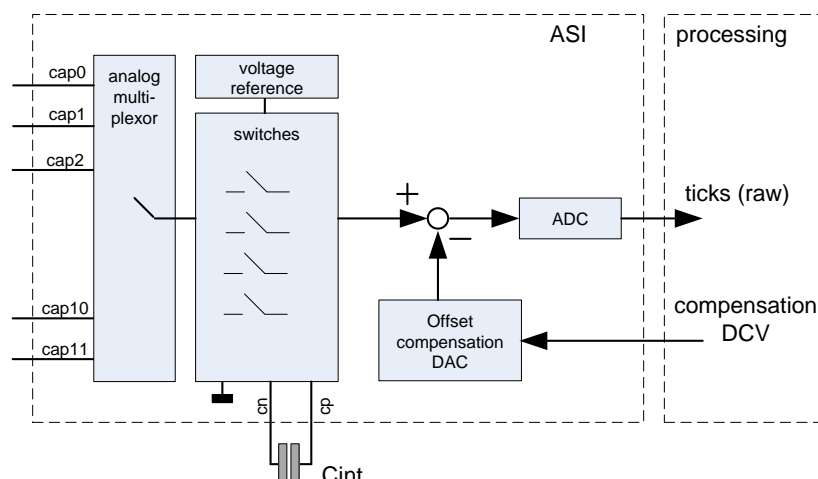 ASI
processing
cap0
cap1
cap2
cap10
cap11
analog
multi-
plexor
voltage
reference
switches
+
−
ADC
ticks (raw)
Offset
compensation
DAC
compensation
DCV
cn
cp
Cint